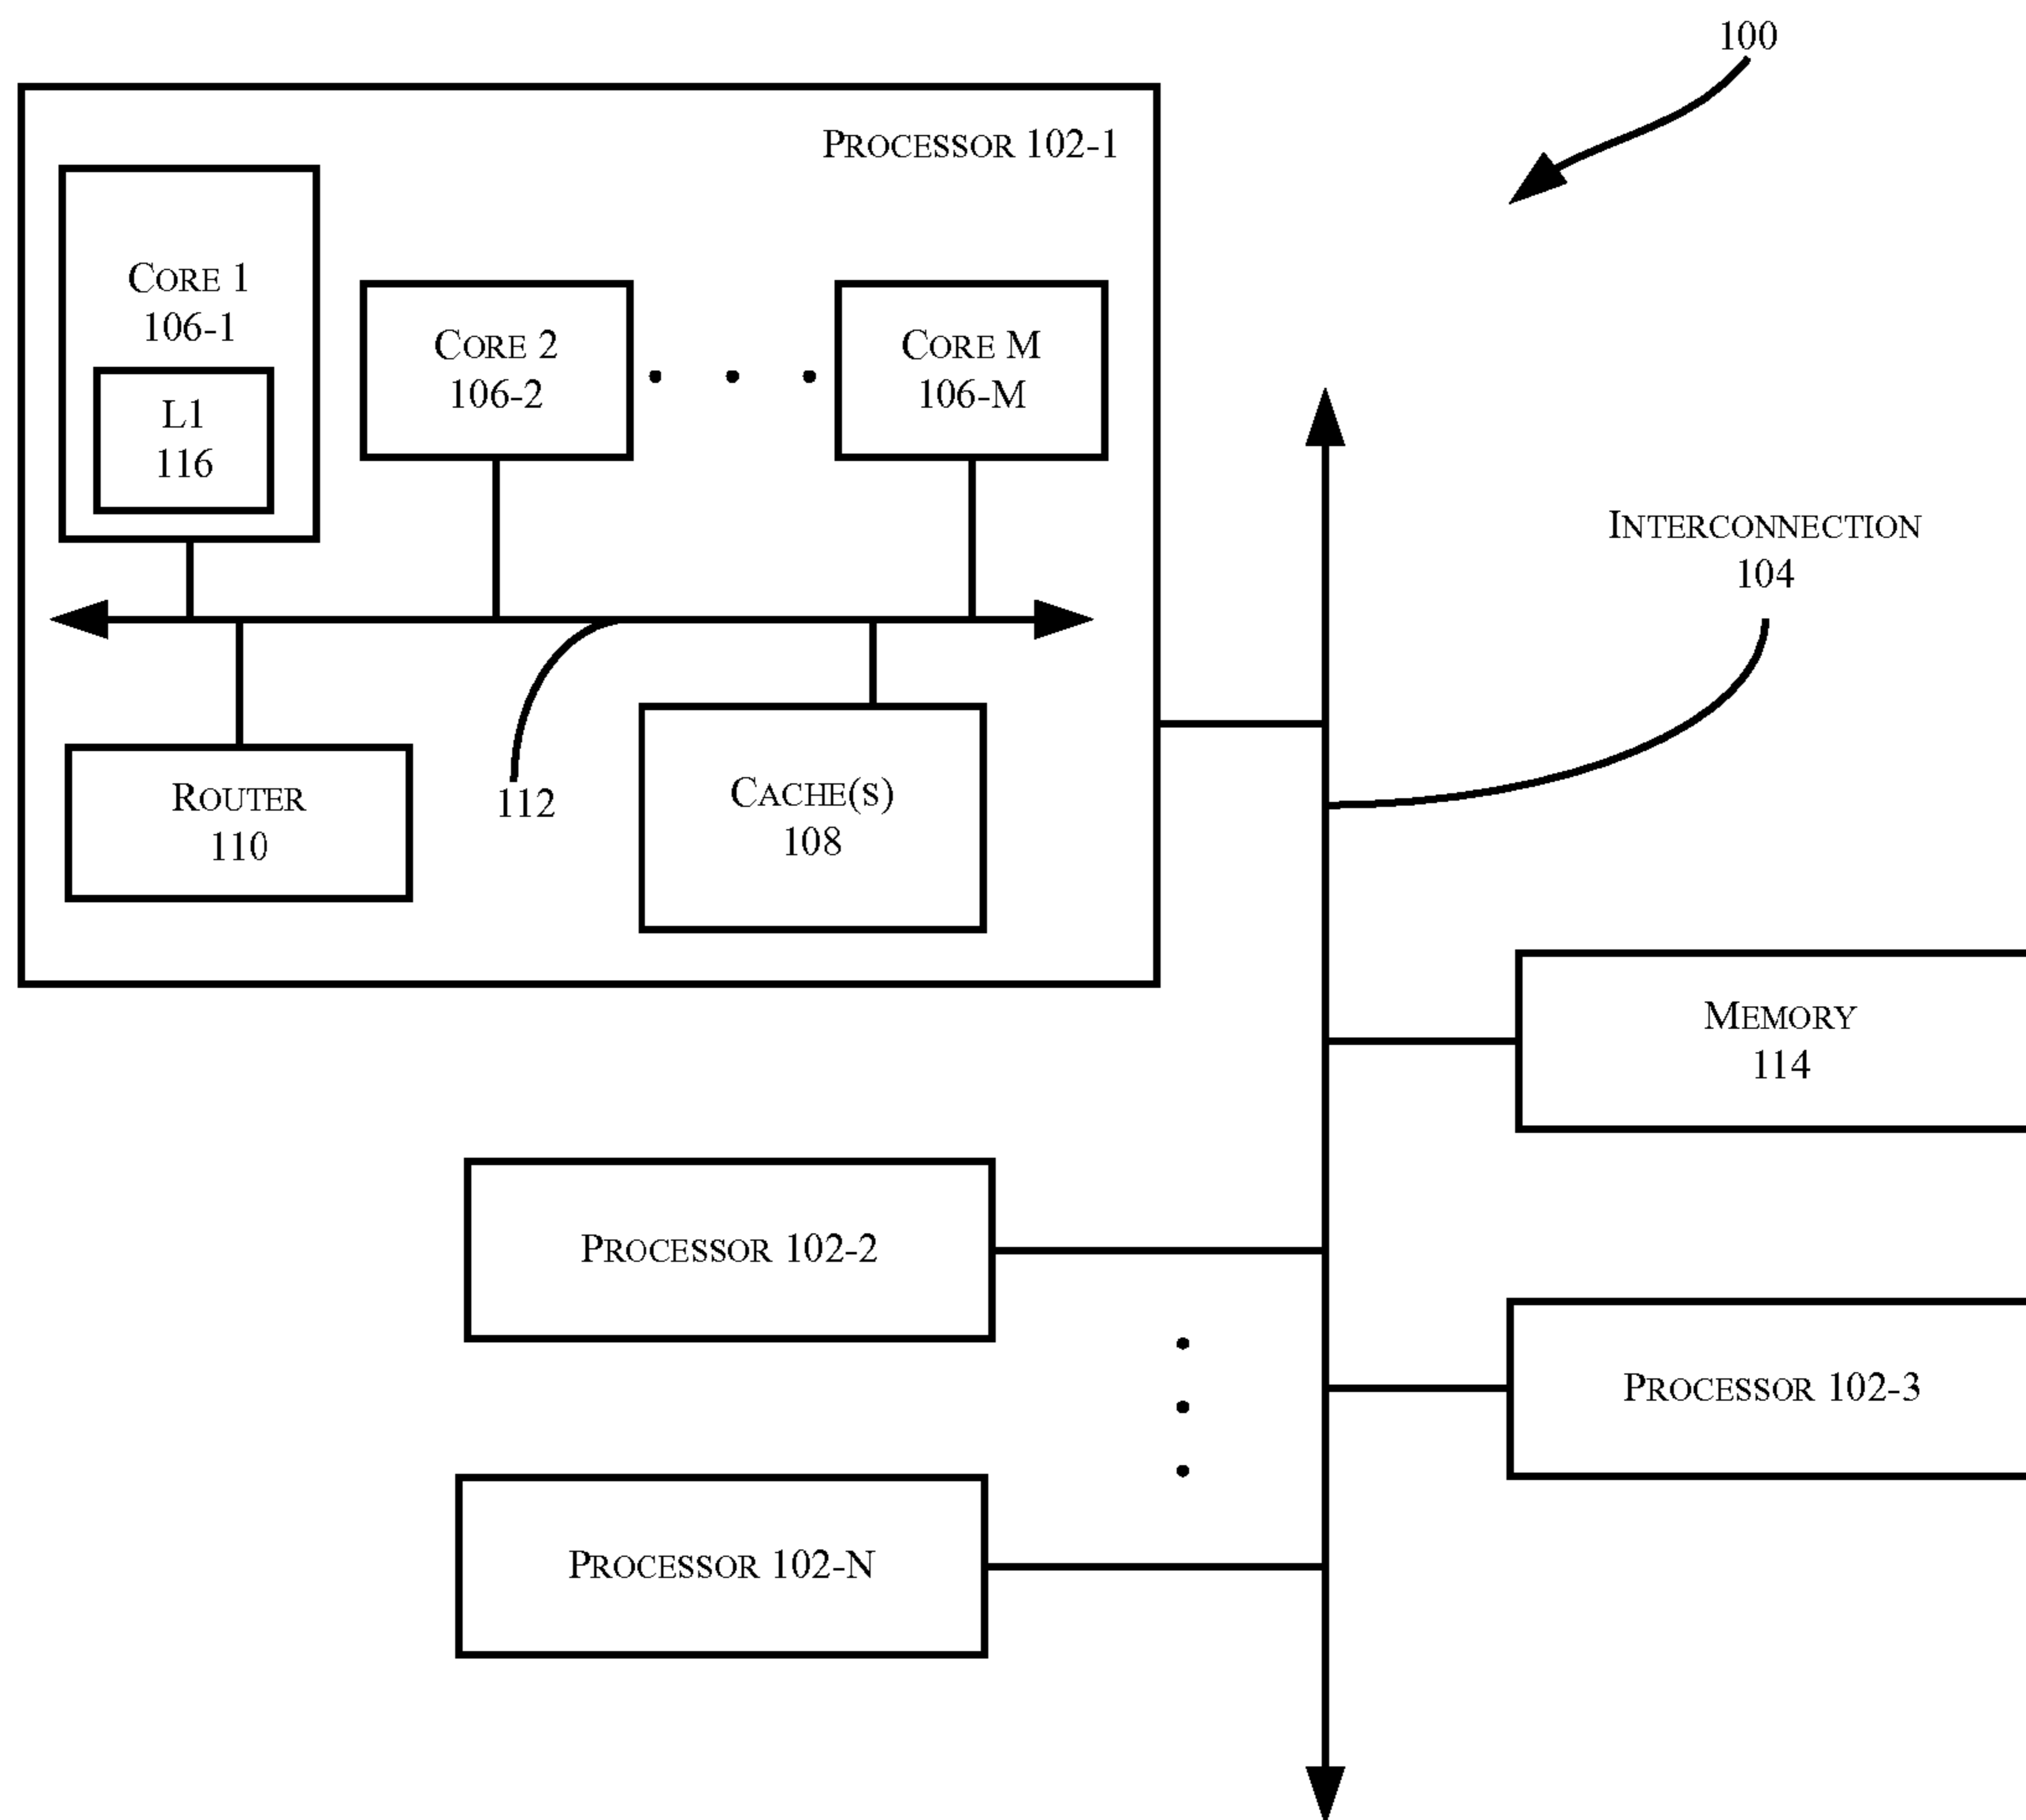 100
PROCESSOR 102-1
CORE 1
106-1
L1
116
CORE 2
106-2
CORE M
106-M
ROUTER
110
112
CACHE(S)
108
INTERCONNECTION
104
MEMORY
114
PROCESSOR 102-2
PROCESSOR 102-3
PROCESSOR 102-N